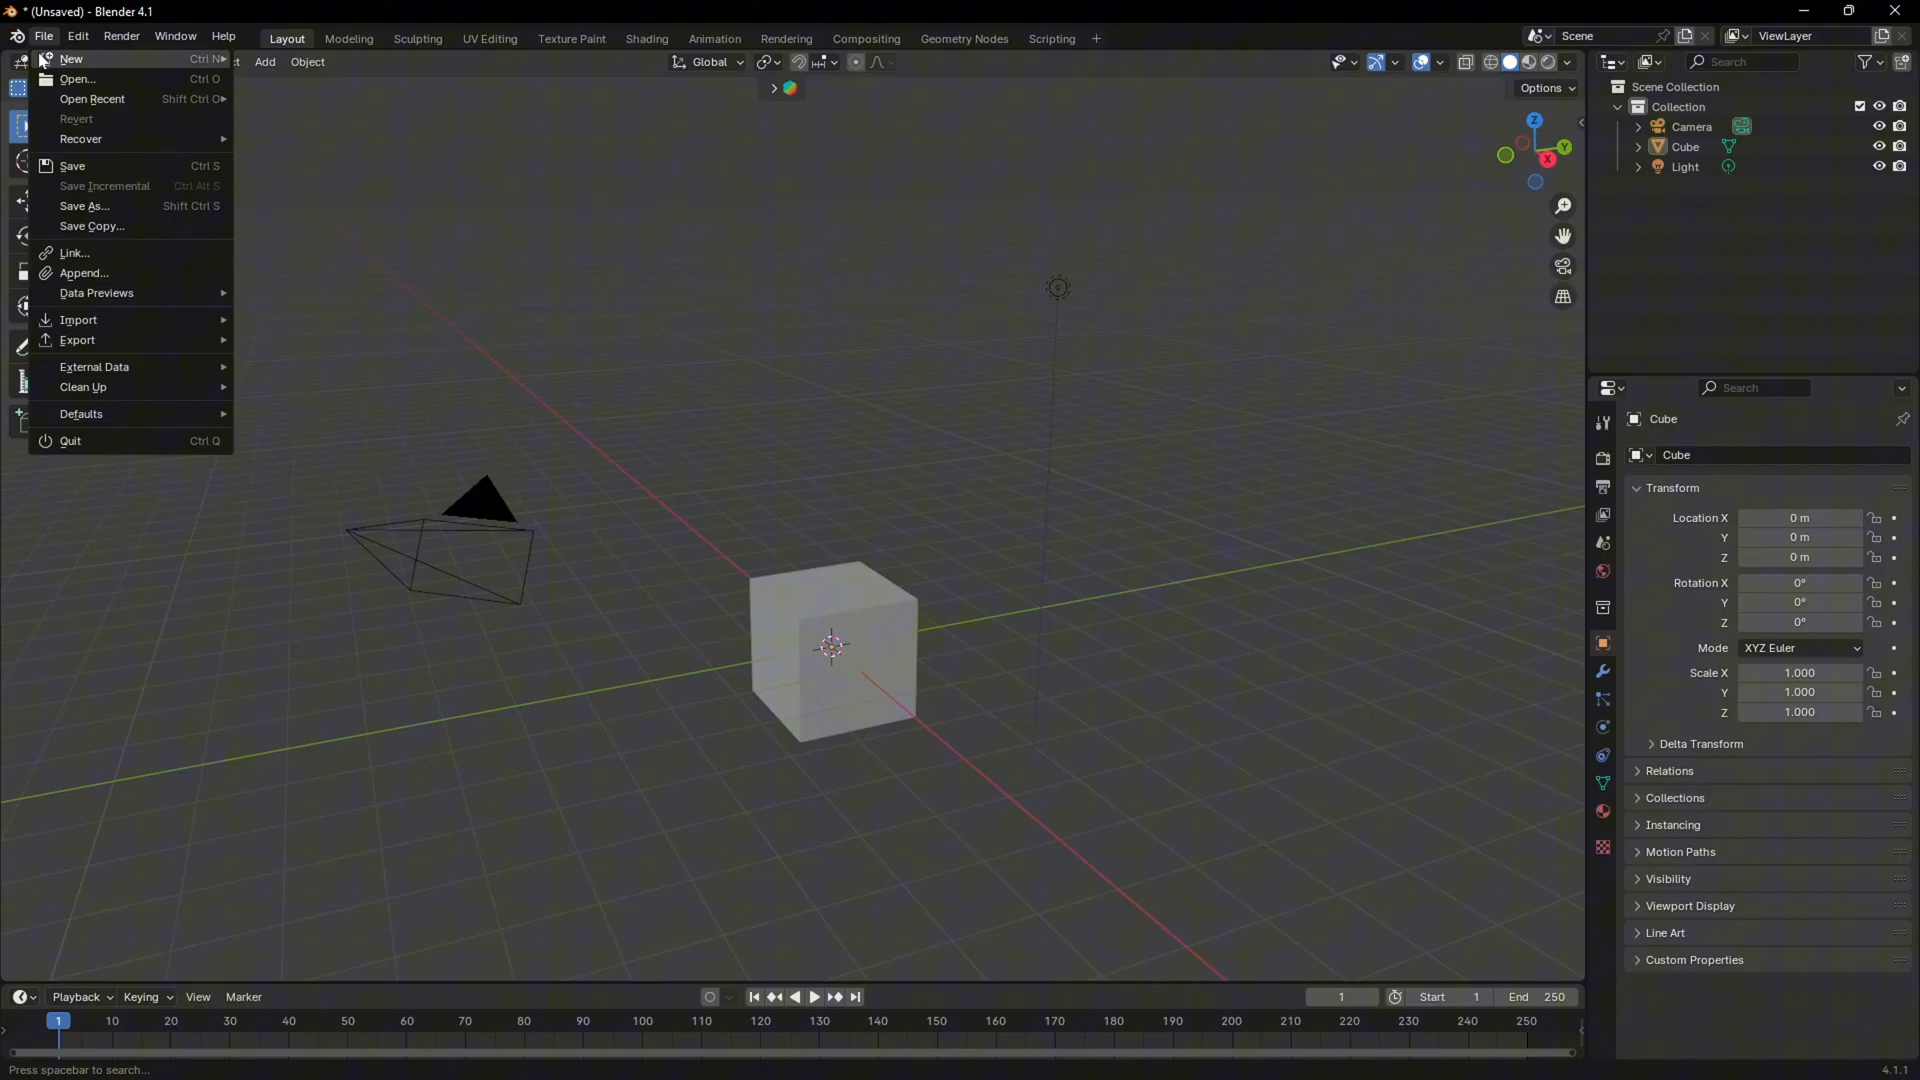 * (Unsaved) - Blender 4.1
File Edit Render Window Help
Layout Modeling Sculpting UV Editing Texture Paint Shading Animation Rendering Compositing Geometry Nodes Scripting +
Scene
ViewLayer
Add Object
Global
Options
New Ctrl N
Open... Ctrl O
Open Recent Shift Ctrl O
Revert
Recover
Save Ctrl S
Save Incremental Ctrl Alt S
Save As... Shift Ctrl S
Save Copy...
Link...
Append...
Data Previews
Import
Export
External Data
Clean Up
Defaults
Quit Ctrl Q
Z
Y
X
Search
Scene Collection
Collection
Camera
Cube
Light
Search
Cube
Cube
Transform
Location X 0 m
Y 0 m
Z 0 m
Rotation X 0°
Y 0°
Z 0°
Mode XYZ Euler
Scale X 1.000
Y 1.000
Z 1.000
Delta Transform
Relations
Collections
Instancing
Motion Paths
Visibility
Viewport Display
Line Art
Custom Properties
Playback Keying View Marker
1 Start 1 End 250
1 10 20 30 40 50 60 70 80 90 100 110 120 130 140 150 160 170 180 190 200 210 220 230 240 250
Press spacebar to search...
4.1.1